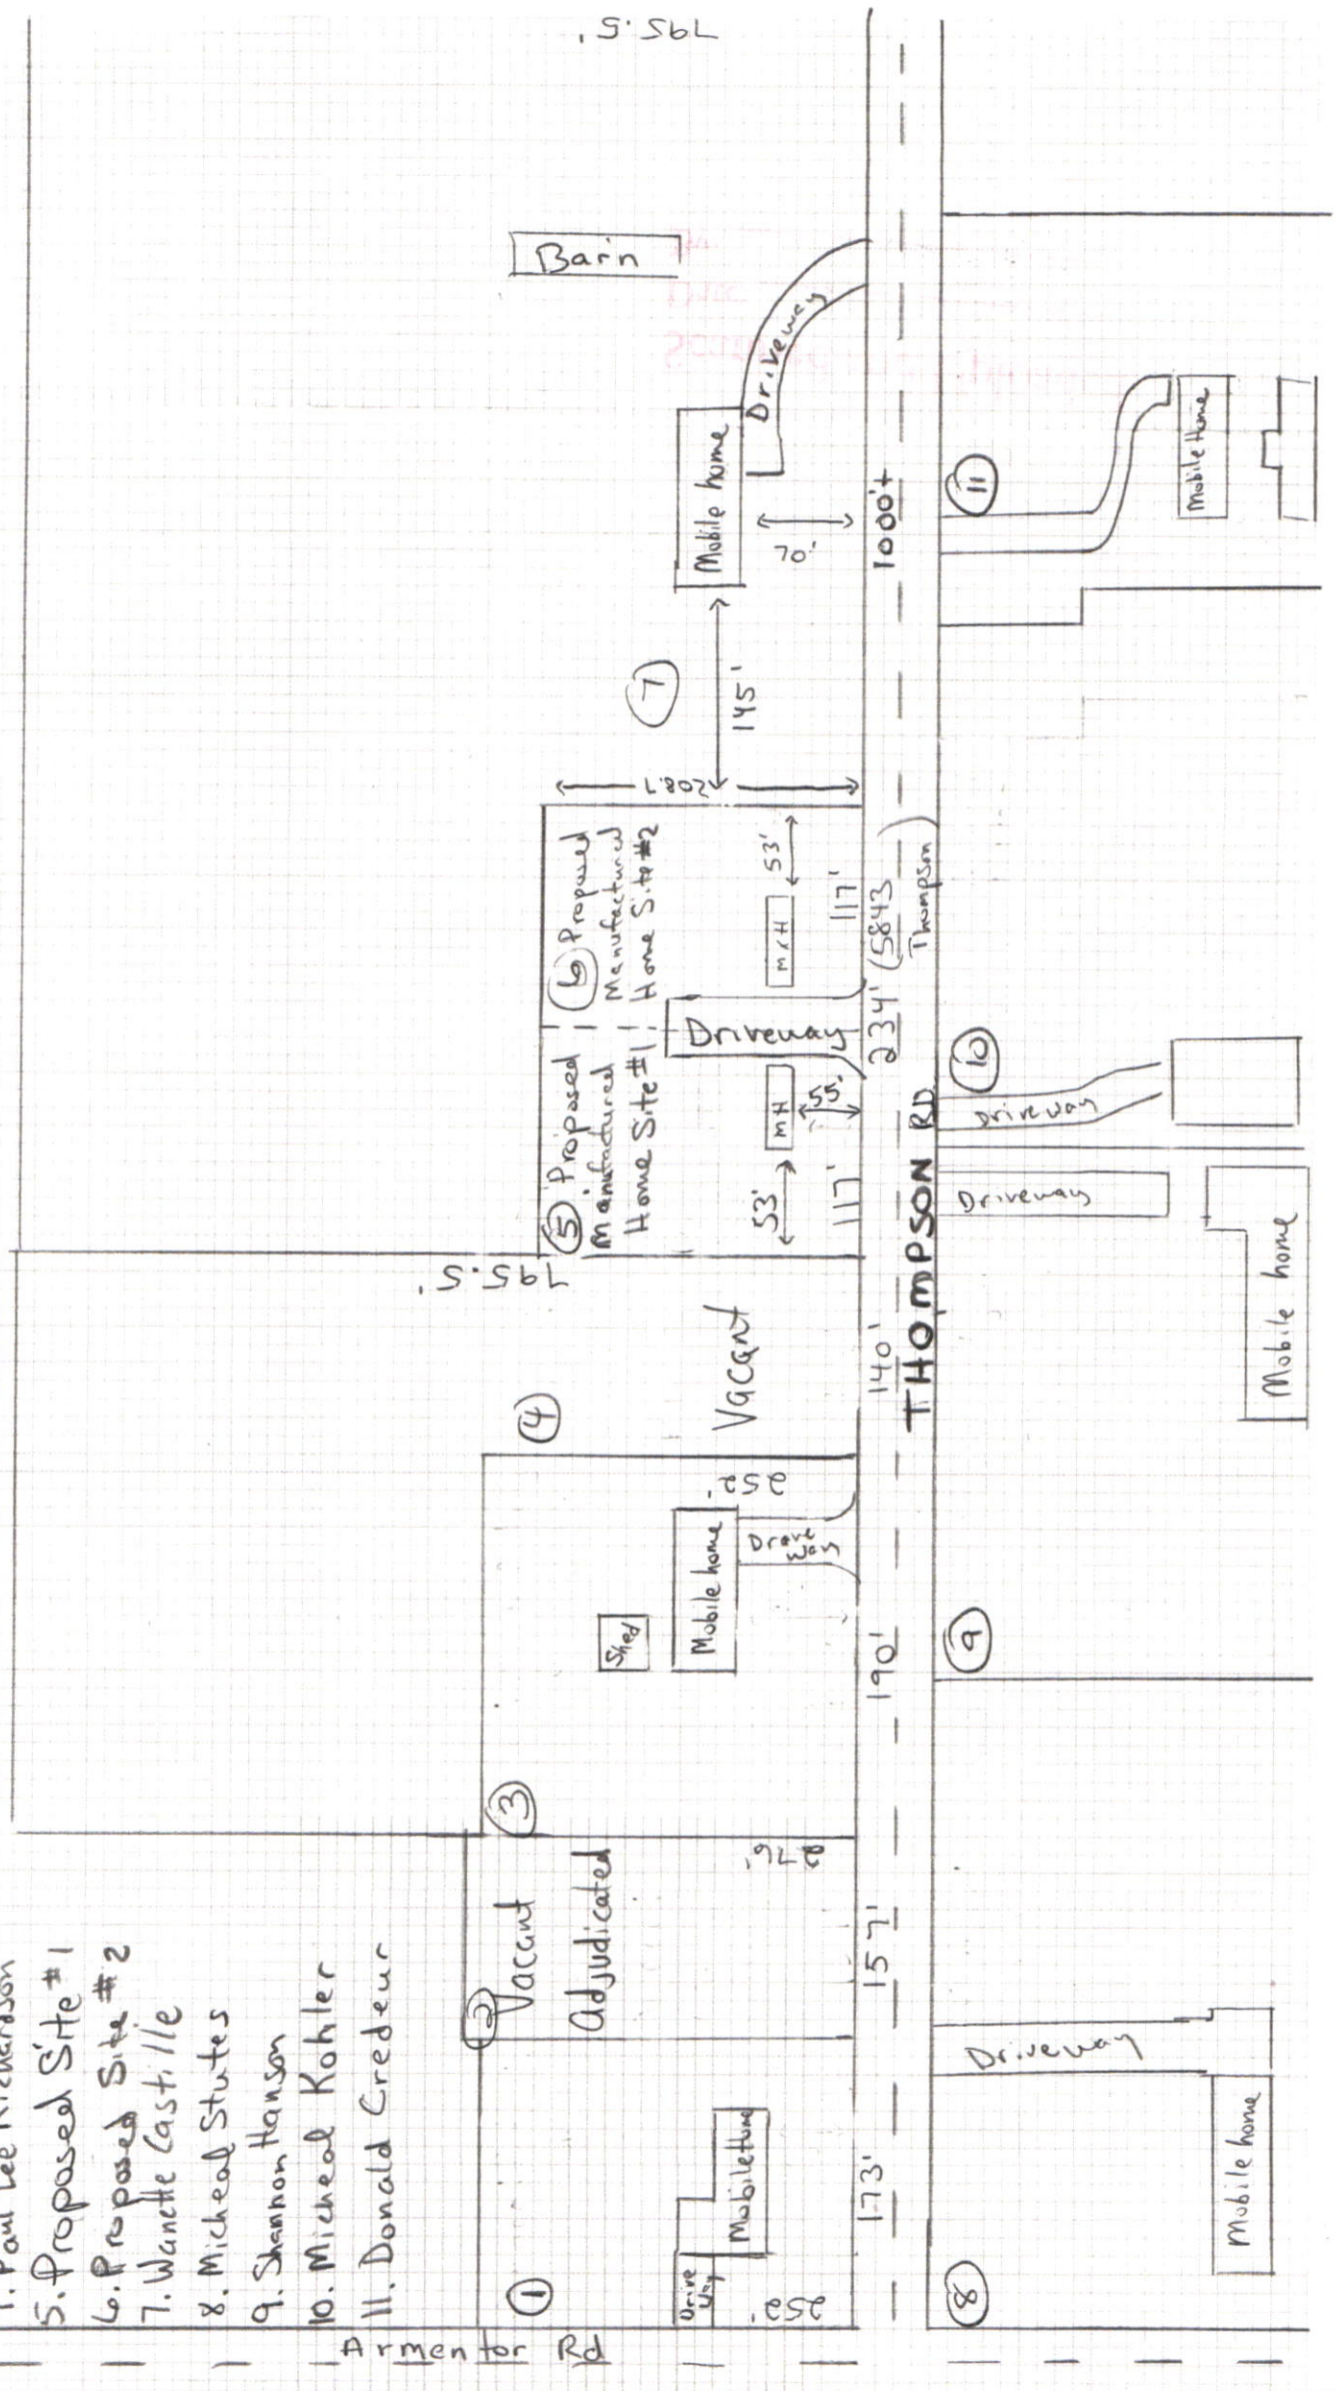 5. Proposed Site #1
6. Proposed Site #2
7. Wanette Castille
8. Micheal Stutes
9. Shannon Hanson
10. Micheal Kohler
11. Donald Credeur
Armentor Rd
1
Drive
way
Mobile Home
252'
173'
2
Vacant
Adjudicated
276'
157'
3
Shed
Mobile home
Drive
way
252'
190'
4
Vacant
140'
795.5'
5 Proposed
Manufactured
Home Site #1
53'
MH
55'
117'
Driveway
6 Proposed
Manufactured
Home Site #2
MH
53'
117'
234' (5843
Thompson)
208.7
7
145'
Mobile home
70'
Driveway
Barn
1000'+
795.5'
THOMPSON RD
8
Mobile home
Driveway
9
Mobile home
Driveway
10
Driveway
11
Mobile Home